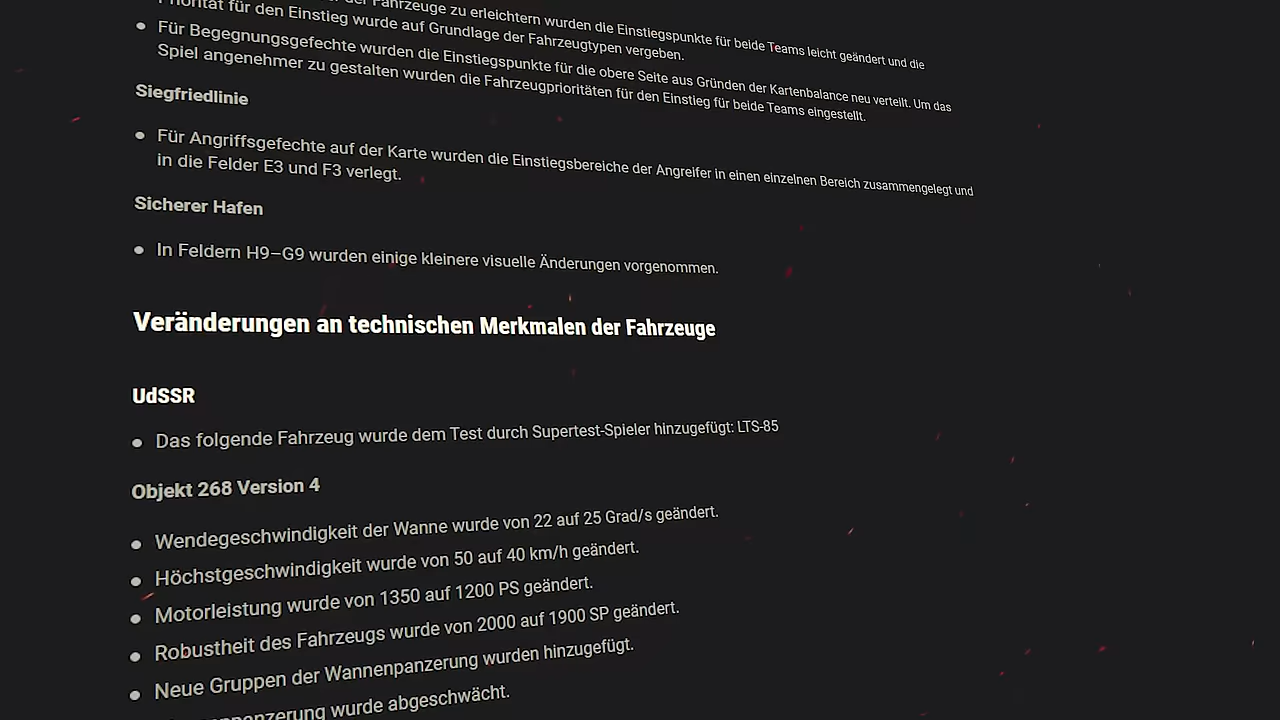 der Fahrzeuge zu erleichtern wurden die Einstiegspunkte für beide Teams leicht geändert und die
Priorität für den Einstieg wurde auf Grundlage der Fahrzeugtypen vergeben.
● Für Begegnungsgefechte wurden die Einstiegspunkte für die obere Seite aus Gründen der Kartenbalance neu verteilt. Um das
Spiel angenehmer zu gestalten wurden die Fahrzeugprioritäten für den Einstieg für beide Teams eingestellt.
Siegfriedlinie
● Für Angriffsgefechte auf der Karte wurden die Einstiegsbereiche der Angreifer in einen einzelnen Bereich zusammengelegt und
in die Felder E3 und F3 verlegt.
Sicherer Hafen
● In Feldern H9–G9 wurden einige kleinere visuelle Änderungen vorgenommen.
Veränderungen an technischen Merkmalen der Fahrzeuge
UdSSR
● Das folgende Fahrzeug wurde dem Test durch Supertest-Spieler hinzugefügt: LTS-85
Objekt 268 Version 4
● Wendegeschwindigkeit der Wanne wurde von 22 auf 25 Grad/s geändert.
● Höchstgeschwindigkeit wurde von 50 auf 40 km/h geändert.
● Motorleistung wurde von 1350 auf 1200 PS geändert.
● Robustheit des Fahrzeugs wurde von 2000 auf 1900 SP geändert.
● Neue Gruppen der Wannenpanzerung wurden hinzugefügt.
wurde abgeschwächt.